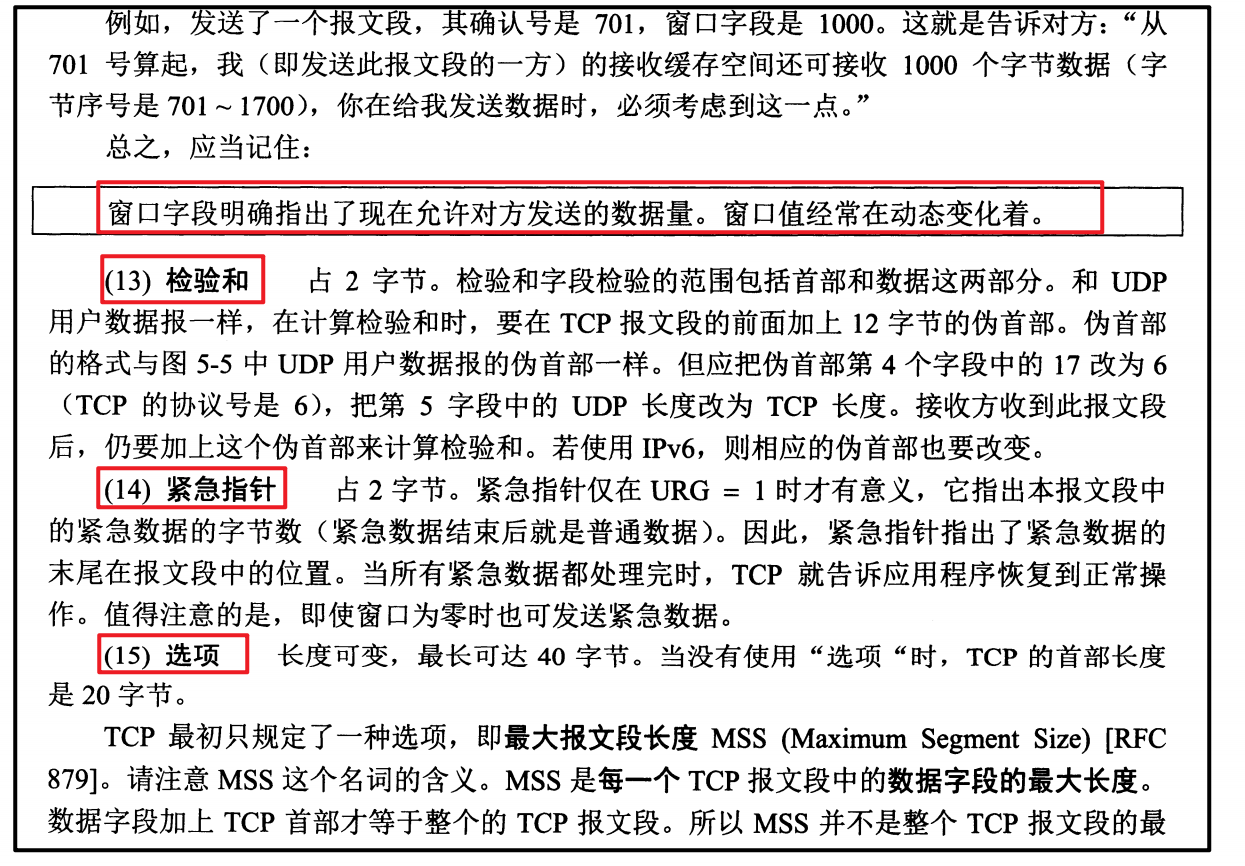 例如，发送了一个报文段，其确认号是 701，窗口字段是 1000。这就是告诉对方：“从
701 号算起，我（即发送此报文段的一方）的接收缓存空间还可接收 1000 个字节数据（字
节序号是 701 ~ 1700），你在给我发送数据时，必须考虑到这一点。”
总之，应当记住：
窗口字段明确指出了现在允许对方发送的数据量。窗口值经常在动态变化着。
(13) 检验和 占 2 字节。检验和字段检验的范围包括首部和数据这两部分。和 UDP
用户数据报一样，在计算检验和时，要在 TCP 报文段的前面加上 12 字节的伪首部。伪首部
的格式与图 5-5 中 UDP 用户数据报的伪首部一样。但应把伪首部第 4 个字段中的 17 改为 6
（TCP 的协议号是 6），把第 5 字段中的 UDP 长度改为 TCP 长度。接收方收到此报文段
后，仍要加上这个伪首部来计算检验和。若使用 IPv6，则相应的伪首部也要改变。
(14) 紧急指针 占 2 字节。紧急指针仅在 URG = 1 时才有意义，它指出本报文段中
的紧急数据的字节数（紧急数据结束后就是普通数据）。因此，紧急指针指出了紧急数据的
末尾在报文段中的位置。当所有紧急数据都处理完时，TCP 就告诉应用程序恢复到正常操
作。值得注意的是，即使窗口为零时也可发送紧急数据。
(15) 选项 长度可变，最长可达 40 字节。当没有使用“选项“时，TCP 的首部长度
是 20 字节。
TCP 最初只规定了一种选项，即最大报文段长度 MSS (Maximum Segment Size) [RFC
879]。请注意 MSS 这个名词的含义。MSS 是每一个 TCP 报文段中的数据字段的最大长度。
数据字段加上 TCP 首部才等于整个的 TCP 报文段。所以 MSS 并不是整个 TCP 报文段的最